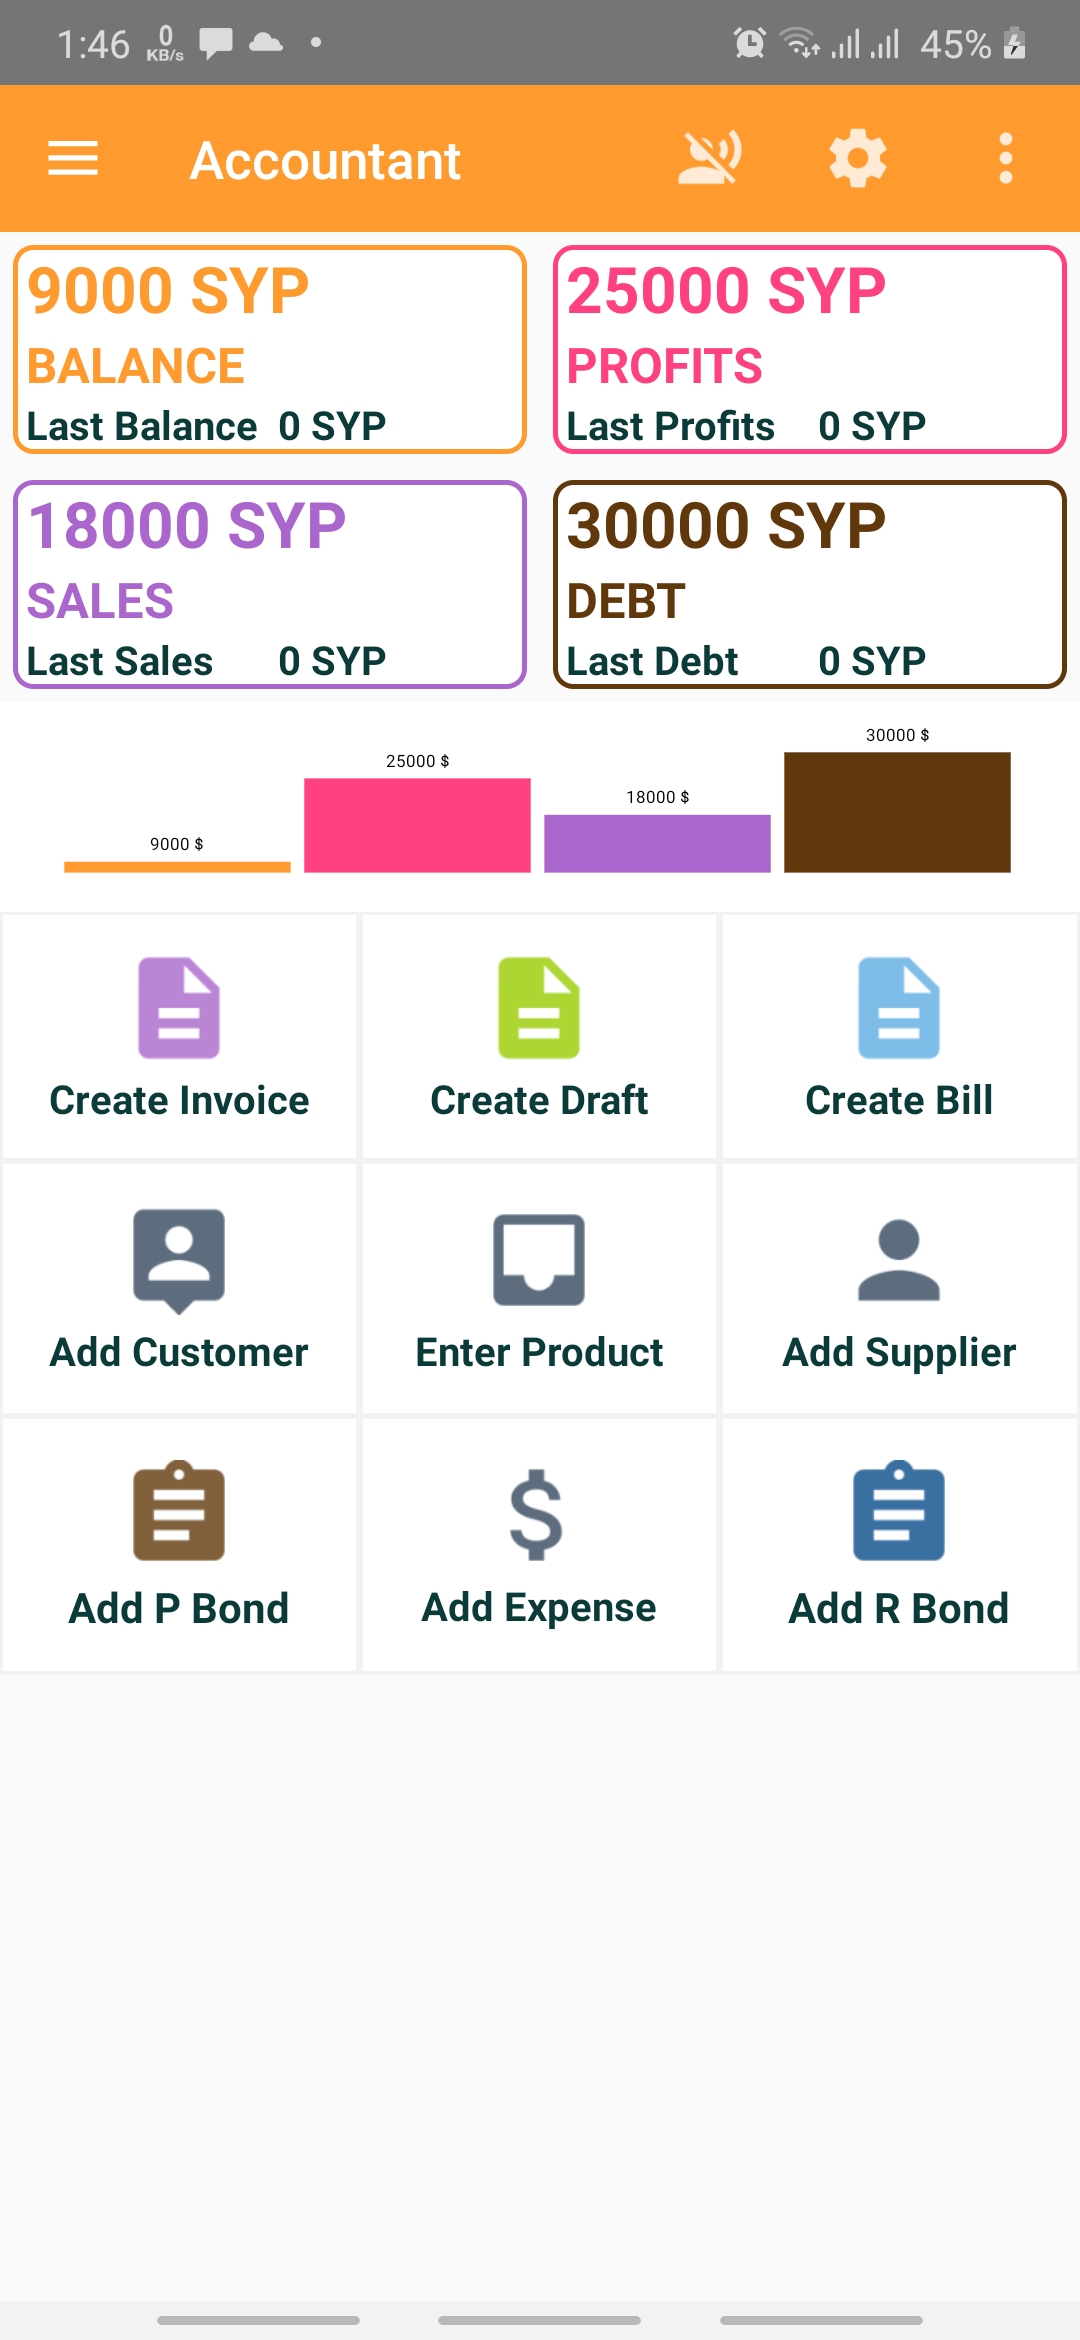 1:46 0 KB/s 45%
Accountant
9000 SYP
BALANCE
Last Balance 0 SYP
25000 SYP
PROFITS
Last Profits 0 SYP
18000 SYP
SALES
Last Sales 0 SYP
30000 SYP
DEBT
Last Debt 0 SYP
9000 $
25000 $
18000 $
30000 $
Create Invoice
Create Draft
Create Bill
Add Customer
Enter Product
Add Supplier
Add P Bond
Add Expense
Add R Bond